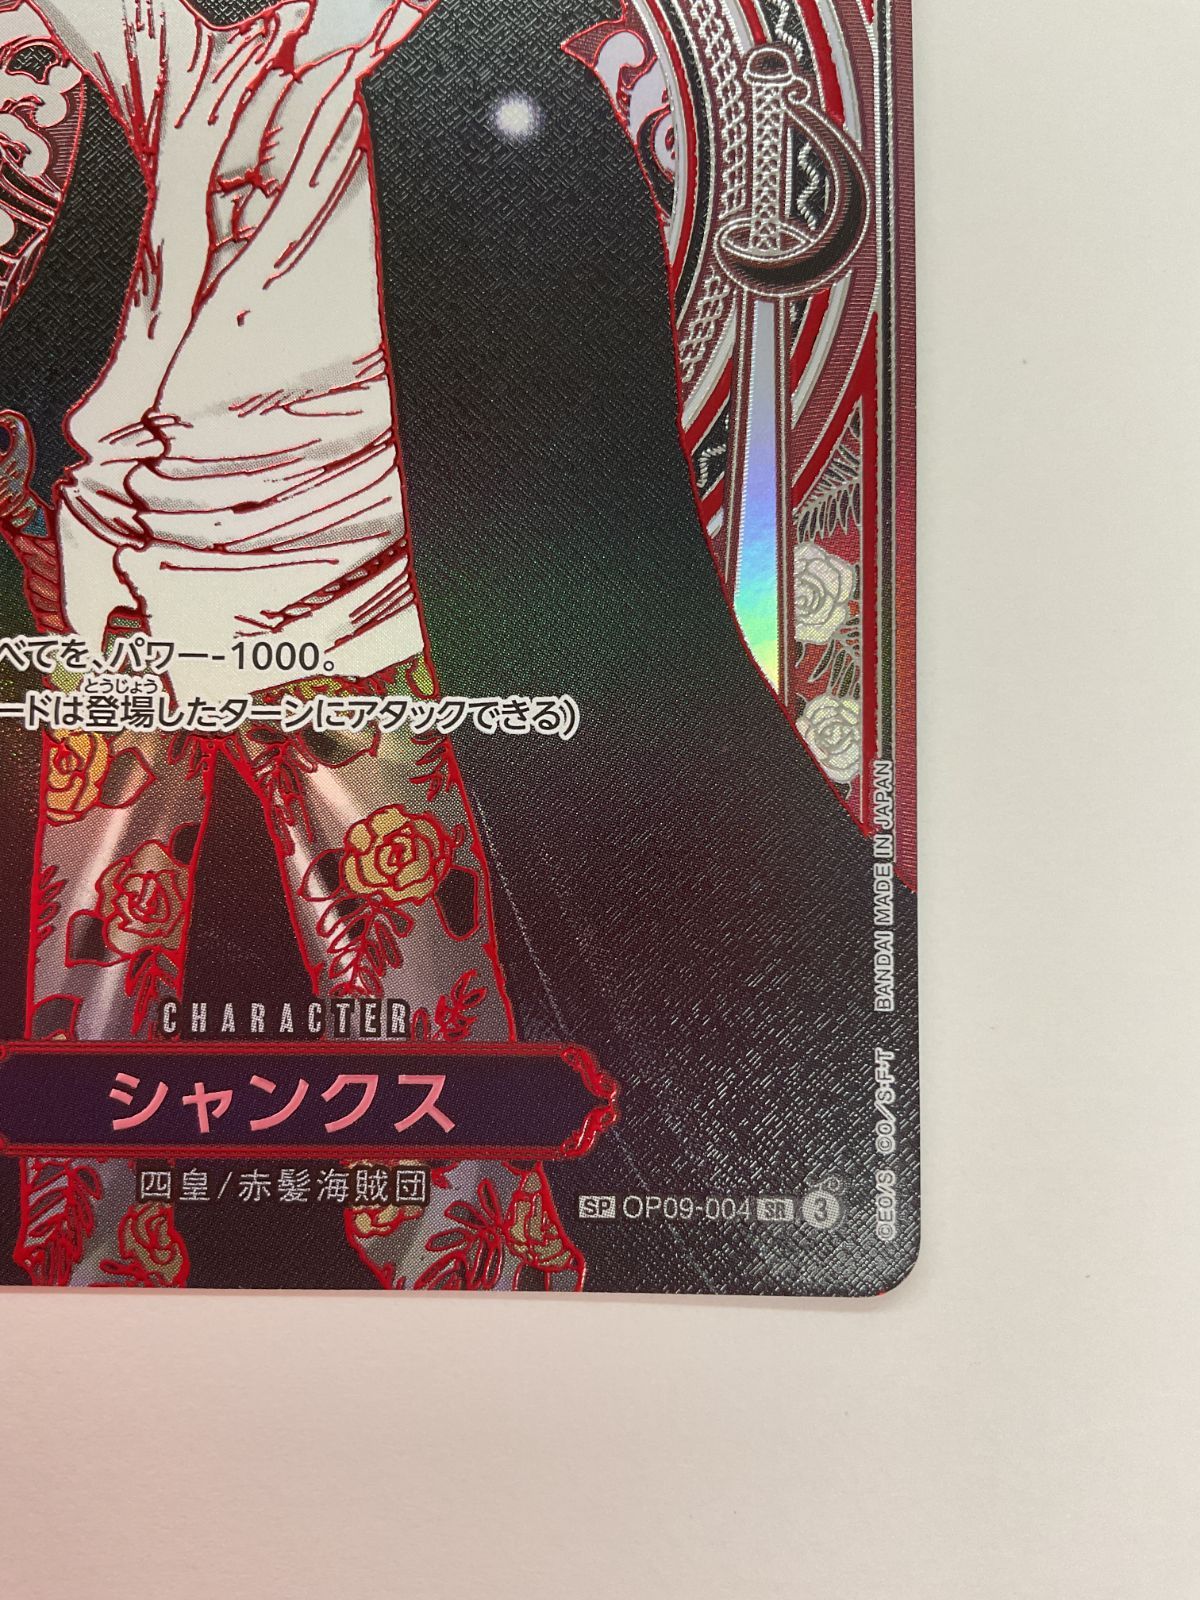 べてを、パワー-1000。
とうじょう
ードは登場したターンにアタックできる)
CHARACTER
シャンクス
四皇/赤髪海賊団
SP OP09-004 SR 3
©EO/S ©O/S・F・T BANDAI MADE IN JAPAN